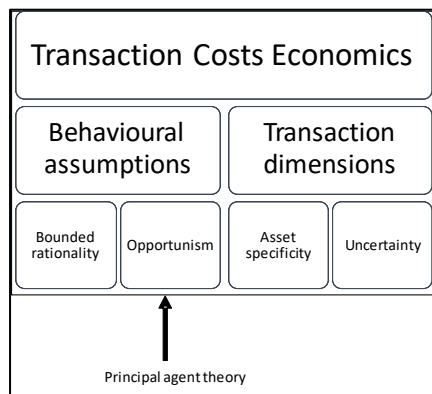 Transaction Costs Economics
Behavioural
assumptions
Transaction
dimensions
Bounded
rationality
Opportunism
Asset
specificity
Uncertainty
Principal agent theory